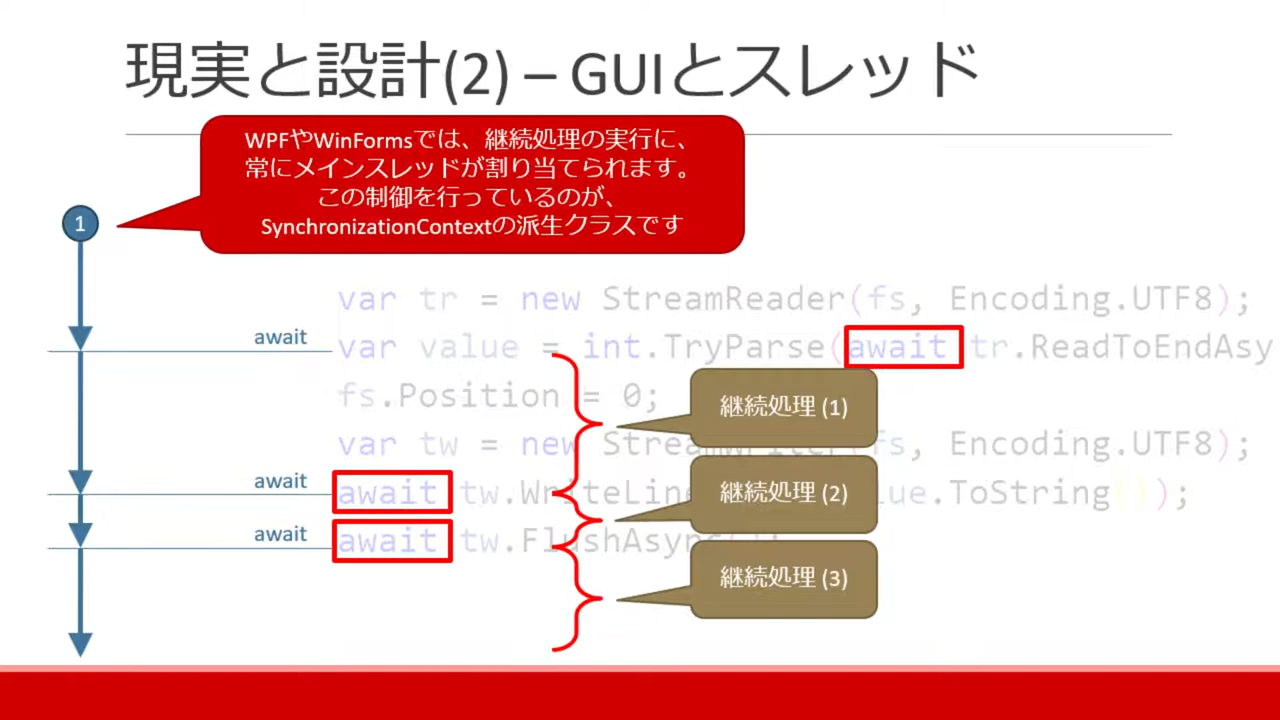 現実と設計(2) – GUIとスレッド
WPFやWinFormsでは、継続処理の実行に、
常にメインスレッドが割り当てられます。
この制御を行っているのが、
SynchronizationContextの派生クラスです
1
var tr = new StreamReader(fs, Encoding.UTF8);
await
var value = int.TryParse(await tr.ReadToEndAsy
fs.Position = 0;
継続処理 (1)
var tw = new StreamWriter(fs, Encoding.UTF8);
await
await tw.WriteLine lue.ToString());
継続処理 (2)
await
await tw.FlushAsync();
継続処理 (3)